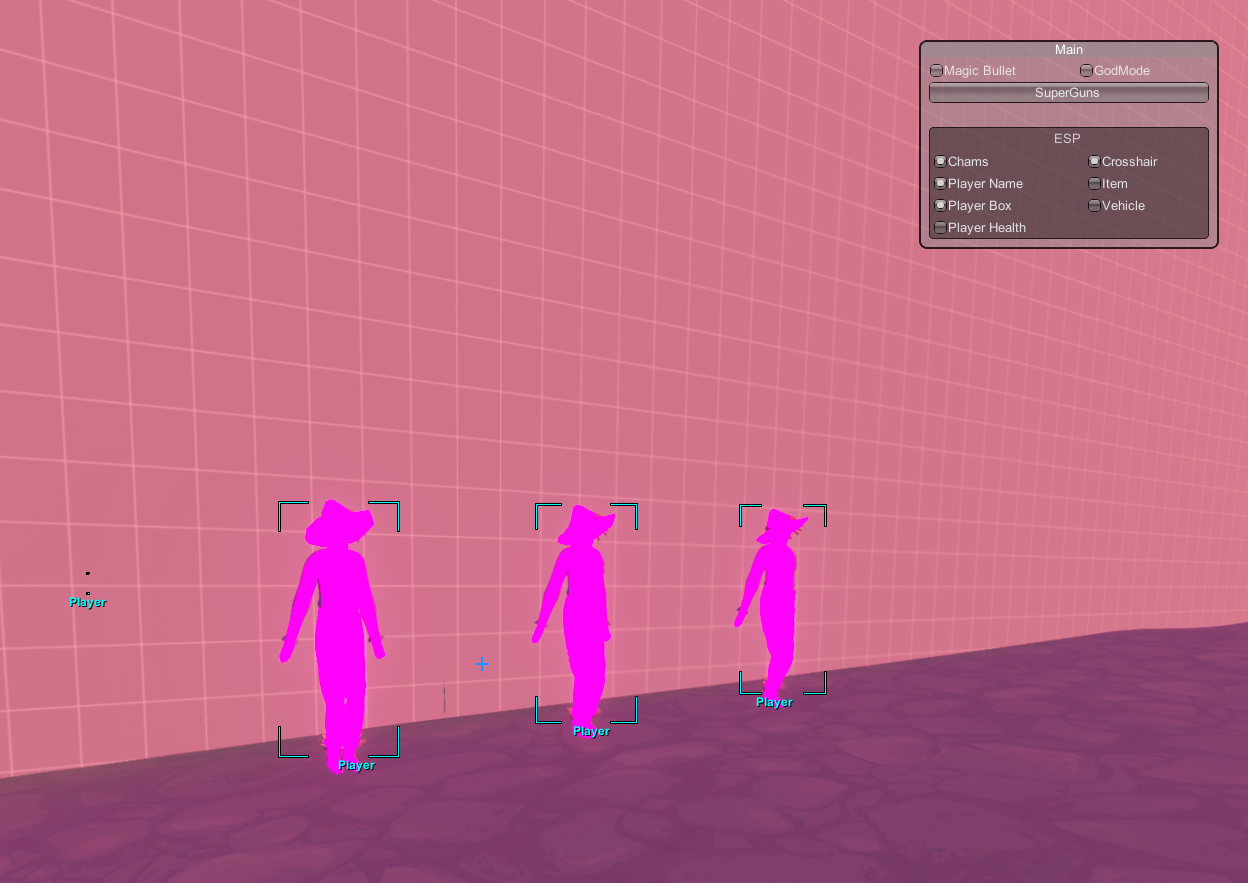 Main
Magic Bullet GodMode
SuperGuns
ESP
Chams Crosshair
Player Name Item
Player Box Vehicle
Player Health
Player
Player
Player
Player